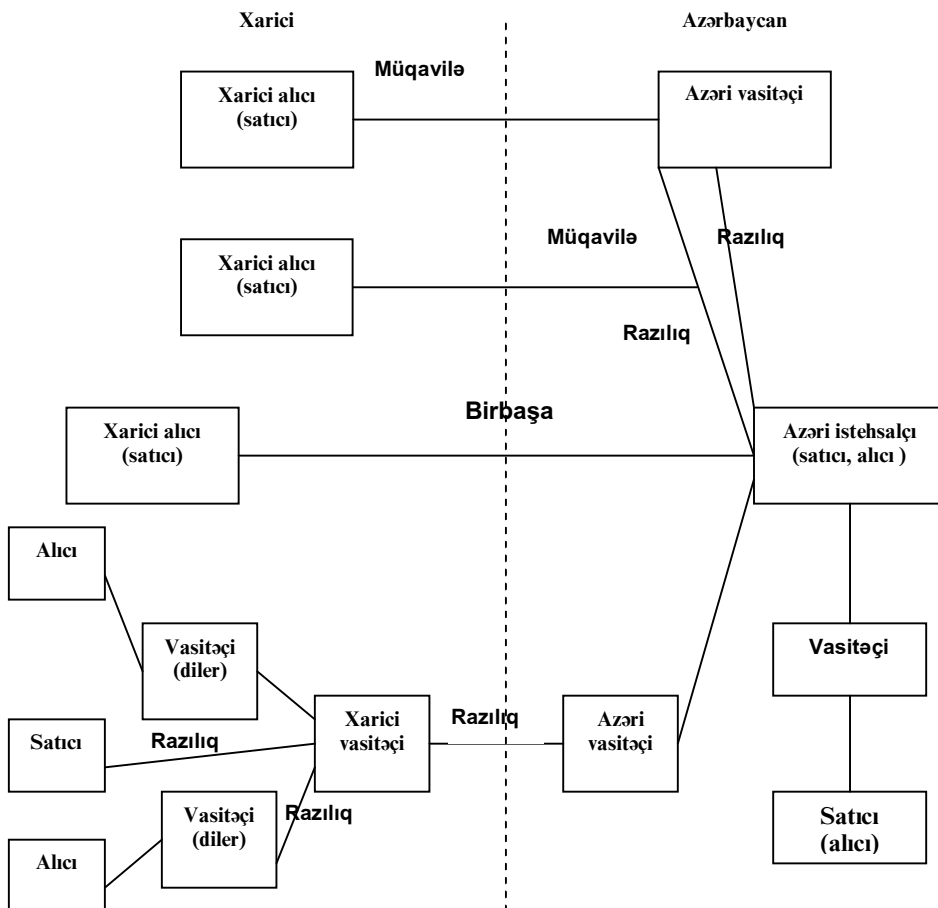 Xarici
Azərbaycan
Müqavilə
Xarici alıcı
(satıcı)
Azəri vasitəçi
Müqavilə
Razılıq
Xarici alıcı
(satıcı)
Razılıq
Birbaşa
Xarici alıcı
(satıcı)
Azəri istehsalçı
(satıcı, alıcı )
Alıcı
Vasitəçi
(diler)
Vasitəçi
Satıcı
Razılıq
Xarici
vasitəçi
Razılıq
Azəri
vasitəçi
Vasitəçi
(diler)
Razılıq
Satıcı
(alıcı)
Alıcı